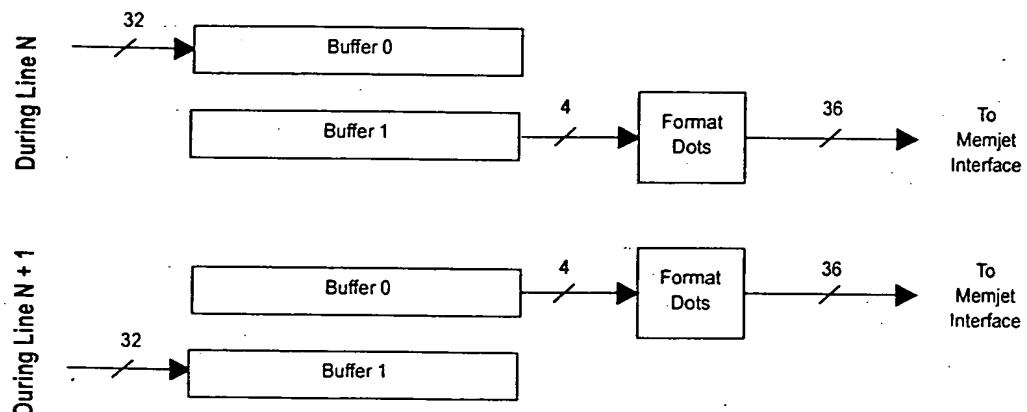 During Line N
32
Buffer 0
Buffer 1
4
Format
Dots
36
To
Memjet
Interface
During Line N + 1
Buffer 0
4
Format
Dots
36
To
Memjet
Interface
32
Buffer 1